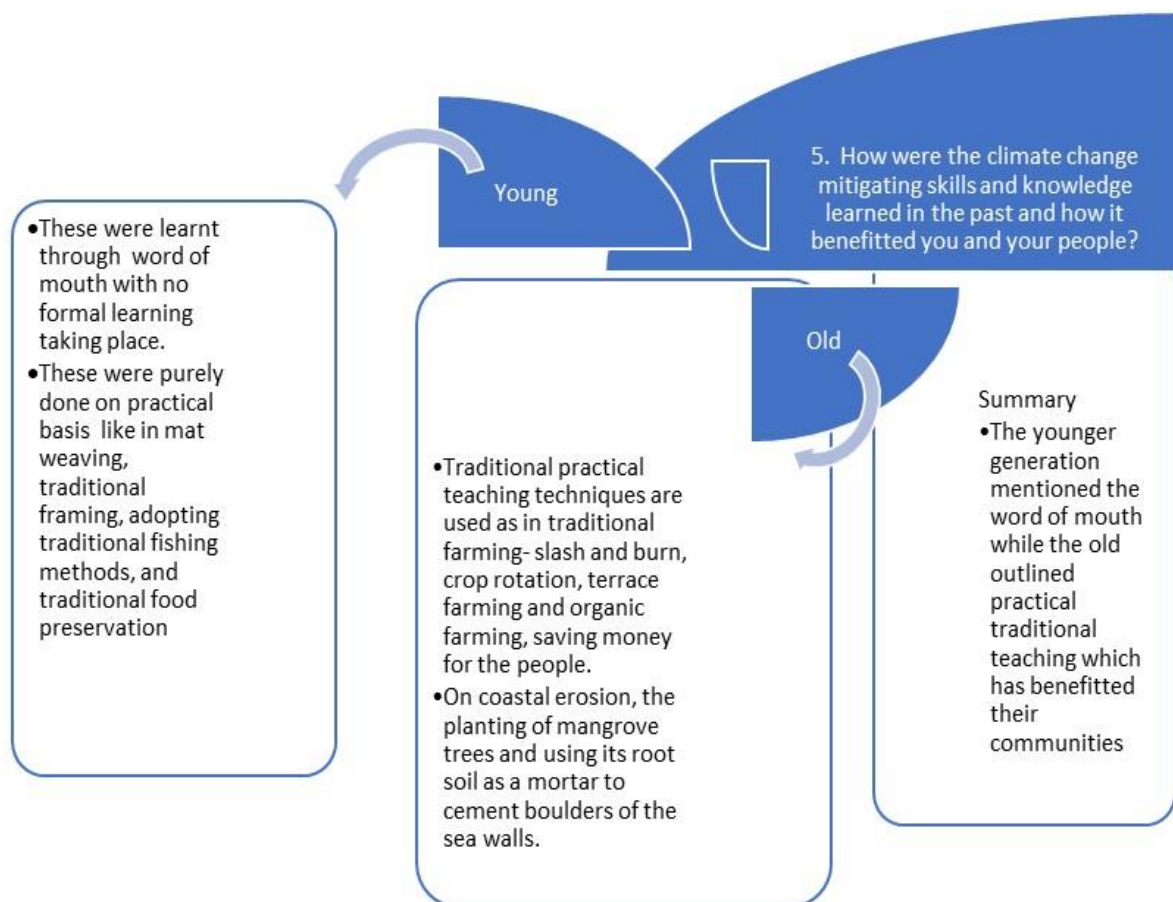 5. How were the climate change
mitigating skills and knowledge
learned in the past and how it
benefitted you and your people?
Young
•These were learnt
through word of
mouth with no
formal learning
taking place.
•These were purely
done on practical
basis like in mat
weaving,
traditional
framing, adopting
traditional fishing
methods, and
traditional food
preservation
Old
•Traditional practical
teaching techniques are
used as in traditional
farming- slash and burn,
crop rotation, terrace
farming and organic
farming, saving money
for the people.
•On coastal erosion, the
planting of mangrove
trees and using its root
soil as a mortar to
cement boulders of the
sea walls.
Summary
•The younger
generation
mentioned the
word of mouth
while the old
outlined
practical
traditional
teaching which
has benefitted
their
communities